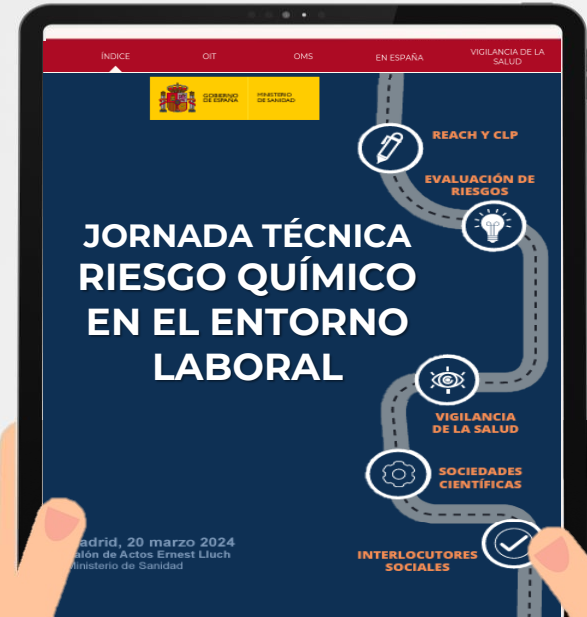 ÍNDICE
OIT
OMS
EN ESPAÑA
VIGILANCIA DE LA
SALUD
GOBIERNO
DE ESPAÑA
MINISTERIO
DE SANIDAD
REACH Y CLP
EVALUACIÓN DE
RIESGOS
JORNADA TÉCNICA
RIESGO QUÍMICO
EN EL ENTORNO
LABORAL
VIGILANCIA
DE LA SALUD
SOCIEDADES
CIENTÍFICAS
INTERLOCUTORES
SOCIALES
adrid, 20 marzo 2024
alón de Actos Ernest Lluch
Ministerio de Sanidad